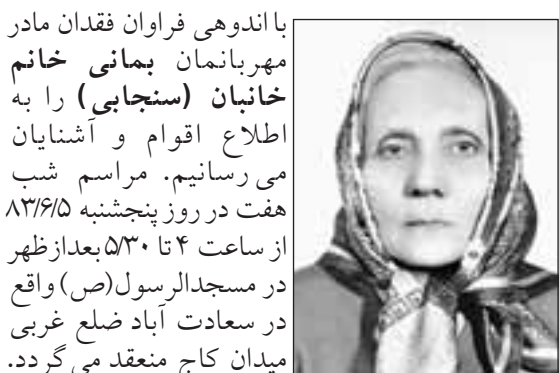 با اندوهی فراوان فقدان مادر
مهربانمان بمانی خانم
خانبان (سنجابی) را به
اطلاع اقوام و آشنایان
می رسانیم. مراسم شب
هفت در روز پنجشنبه ۸۳/۶/۵
از ساعت ۴ تا ۵/۳۰ بعدازظهر
در مسجدالرسول(ص) واقع
در سعادت آباد ضلع غربی
میدان کاج منعقد می گردد.